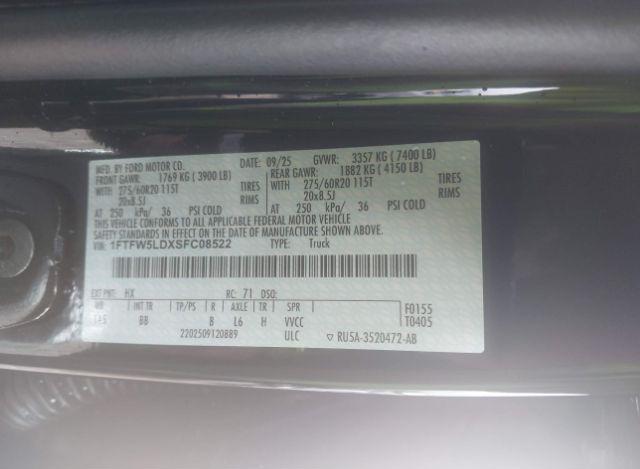 MFD. BY FORD MOTOR CO. 09/25 GVWR: 3357 KG ( 7400 LB)
FRONT GAWR: 1769 KG ( 3900 LB) REAR GAWR: 1882 KG ( 4150 LB)
WITH 275/60R20 115T TIRES WITH 275/60R20 115T TIRES
20x8.5J RIMS 20x8.5J RIMS
AT 250 kPa/ 36 PSI COLD AT 250 kPa/ 36 PSI COLD
THIS VEHICLE CONFORMS TO ALL APPLICABLE FEDERAL MOTOR VEHICLE
SAFETY STANDARDS IN EFFECT ON THE DATE OF MANUFACTURE SHOWN ABOVE.
VIN: 1FTFW5LDXSFC08522 TYPE: Truck
EXT PNT: HX RC: 71 DSO:
WB INT TR TP/PS R AXLE TR SPR F0155
145 BB B L6 H VVCC T0405
2202509120889 ULC ▽ RU5A-3520472-AB